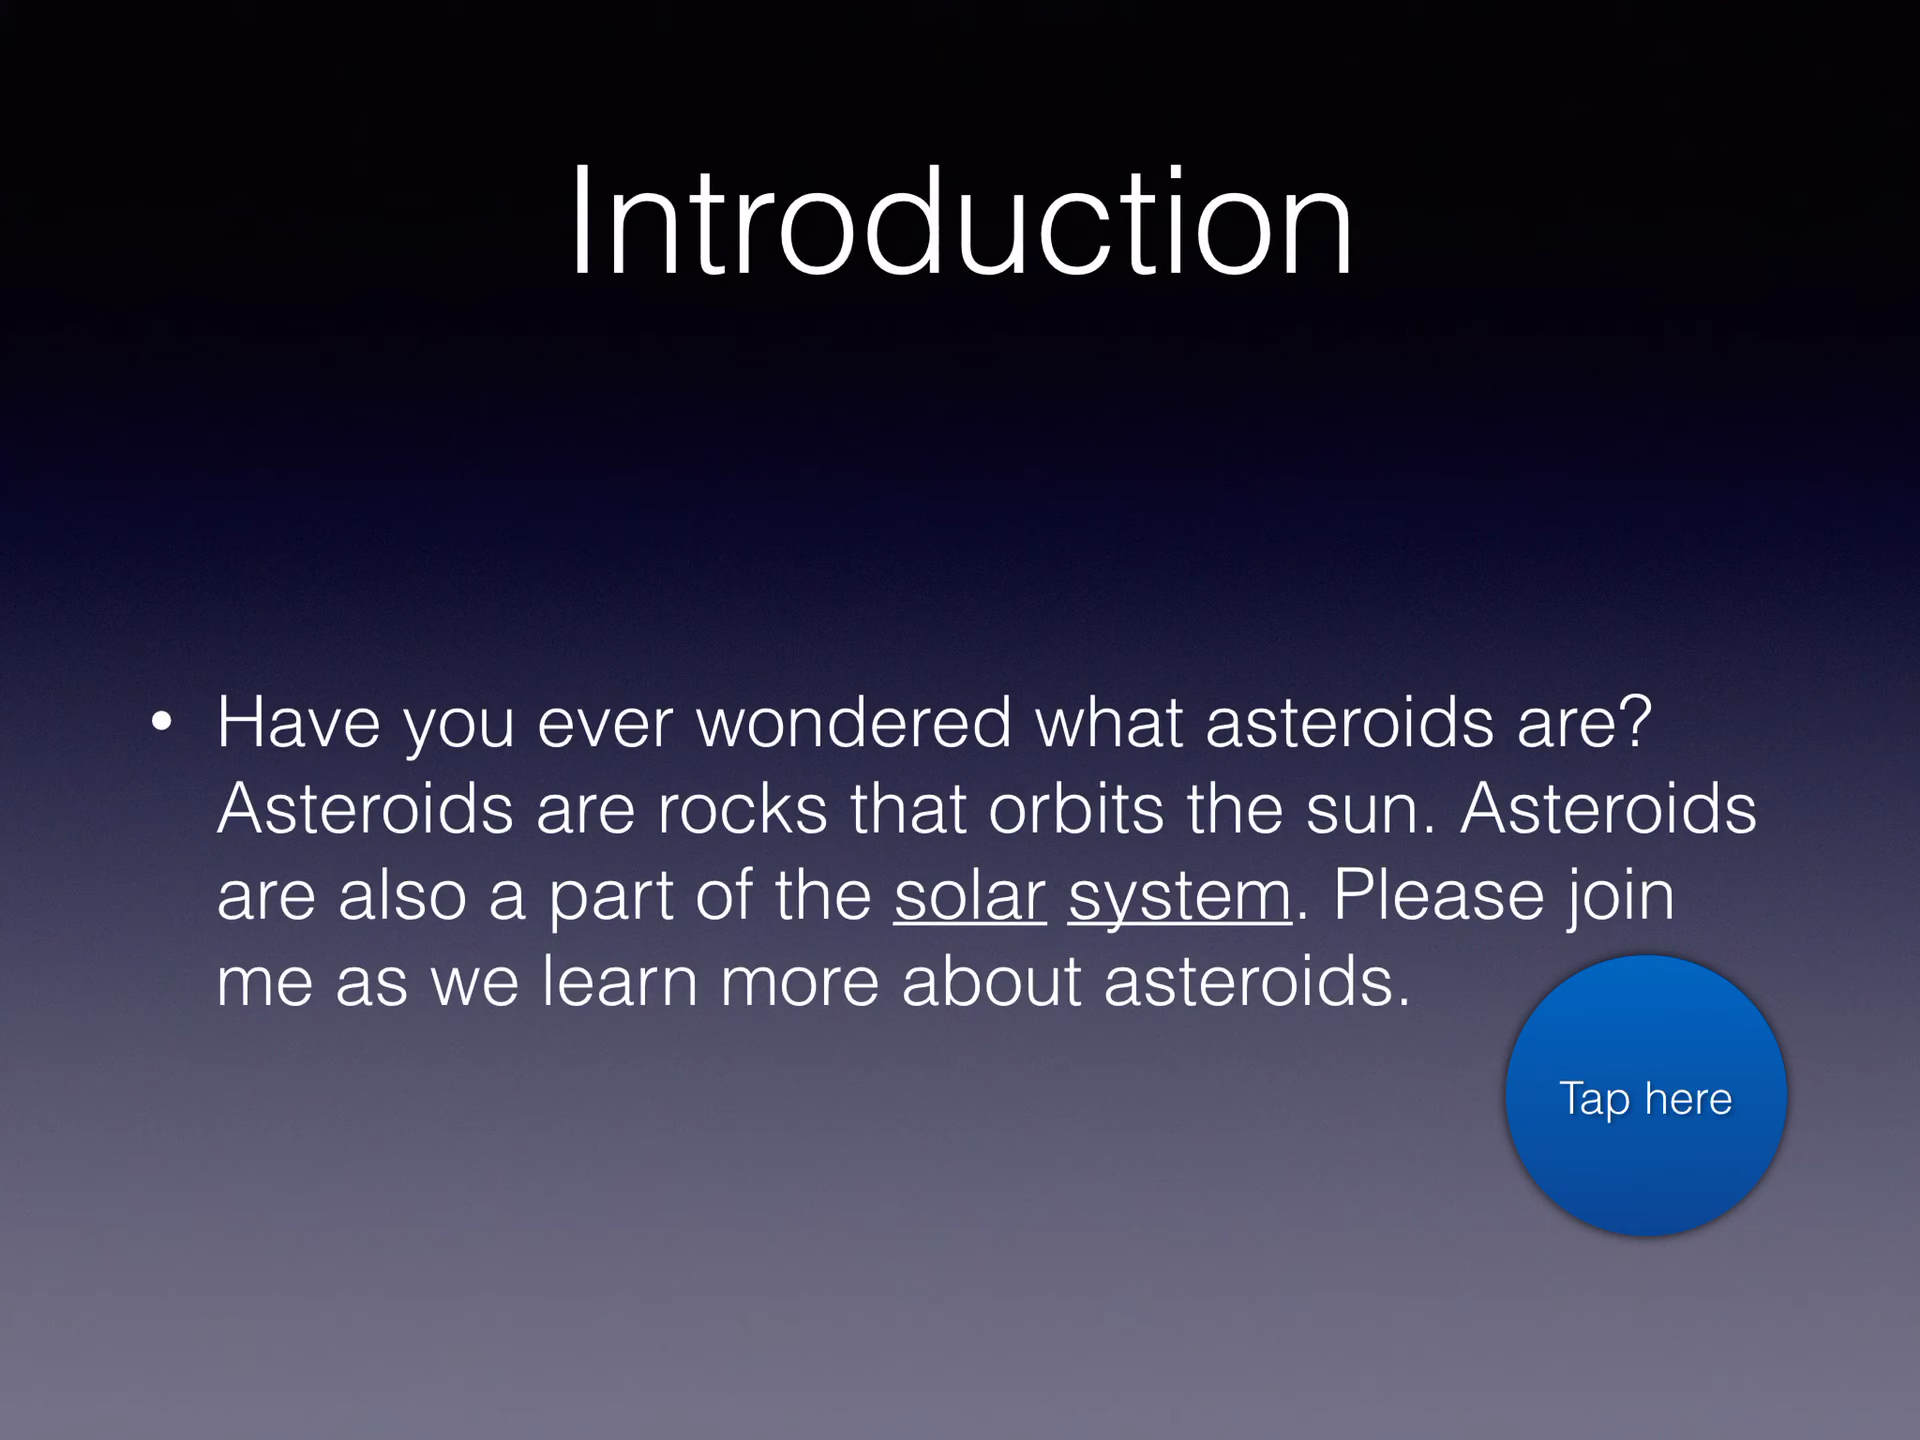 Introduction
• Have you ever wondered what asteroids are?
Asteroids are rocks that orbits the sun. Asteroids
are also a part of the solar system. Please join
me as we learn more about asteroids.
Tap here